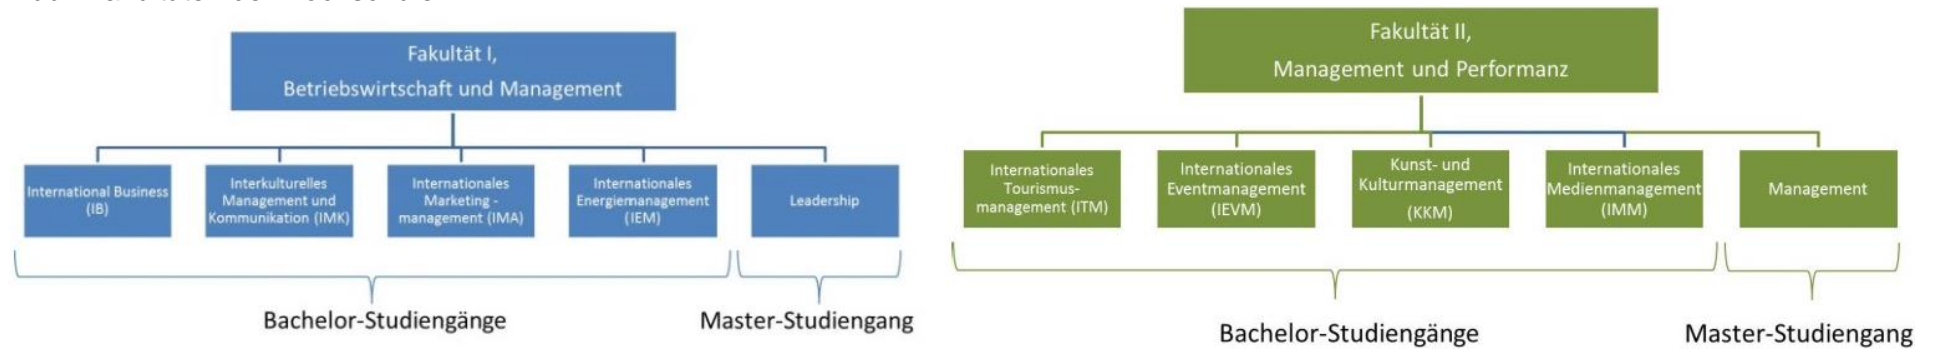 Fakultät I,
Betriebswirtschaft und Management
International Business
(IB)
Interkulturelles
Management und
Kommunikation (IMK)
Internationales
Marketing -
management (IMA)
Internationales
Energiemanagement
(IEM)
Leadership
Bachelor-Studiengänge
Master-Studiengang
Fakultät II,
Management und Performanz
Internationales
Tourismus-
management (ITM)
Internationales
Eventmanagement
(IEVM)
Kunst- und
Kulturmanagement
(KKM)
Internationales
Medienmanagement
(IMM)
Management
Bachelor-Studiengänge
Master-Studiengang